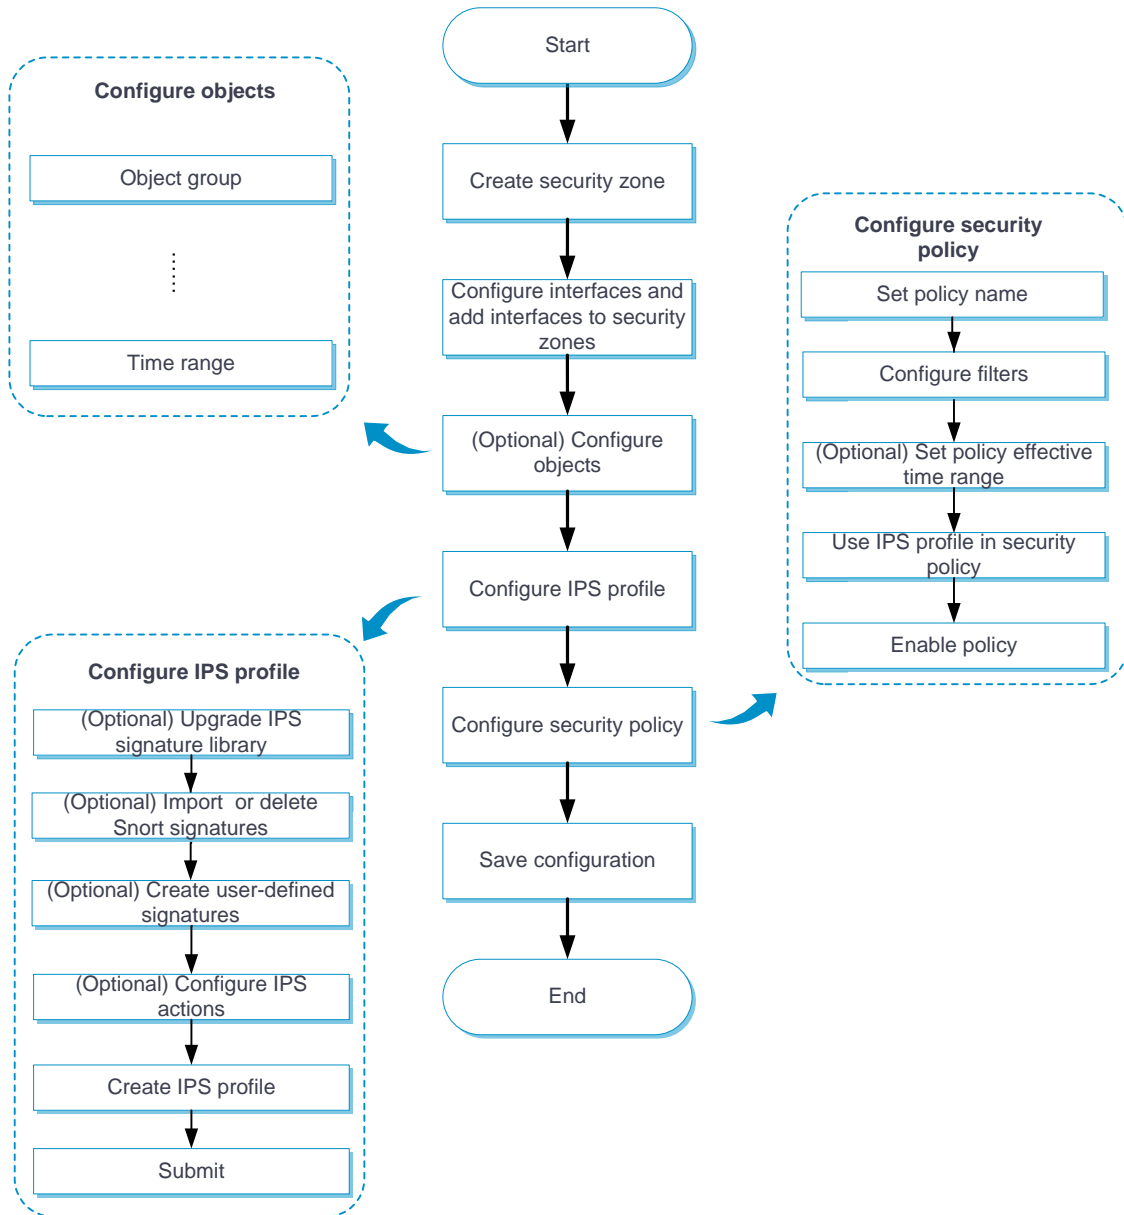 Start
Create security zone
Configure interfaces and
add interfaces to security
zones
(Optional) Configure
objects
Configure IPS profile
Configure security policy
Save configuration
End
Configure objects
Object group
......
Time range
Configure IPS profile
(Optional) Upgrade IPS
signature library
(Optional) Import  or delete
Snort signatures
(Optional) Create user-defined
signatures
(Optional) Configure IPS
actions
Create IPS profile
Submit
Configure security
policy
Set policy name
Configure filters
(Optional) Set policy effective
time range
Use IPS profile in security
policy
Enable policy